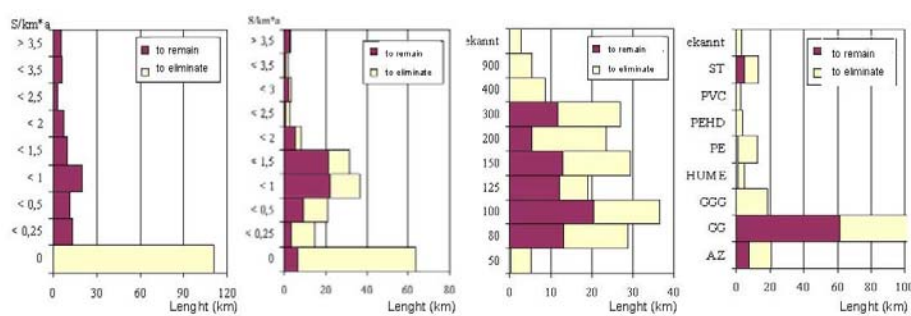 S/km*a
> 3,5
< 3,5
< 2,5
< 2
< 1,5
< 1
< 0,5
< 0,25
0
0 30 60 90 120
Lenght (km)
to remain
to eliminate
S/km*a
> 3,5
< 3,5
< 3
< 2,5
< 2
< 1,5
< 1
< 0,5
< 0,25
0
0 20 40 60 80
Lenght (km)
to remain
to eliminate
ekannt
900
400
300
200
150
125
100
80
50
0 10 20 30 40
Lenght (km)
to remain
to eliminate
ekannt
ST
PVC
PEHD
PE
HUME
GGG
GG
AZ
0 20 40 60 80 100
Lenght (km)
to remain
to eliminate